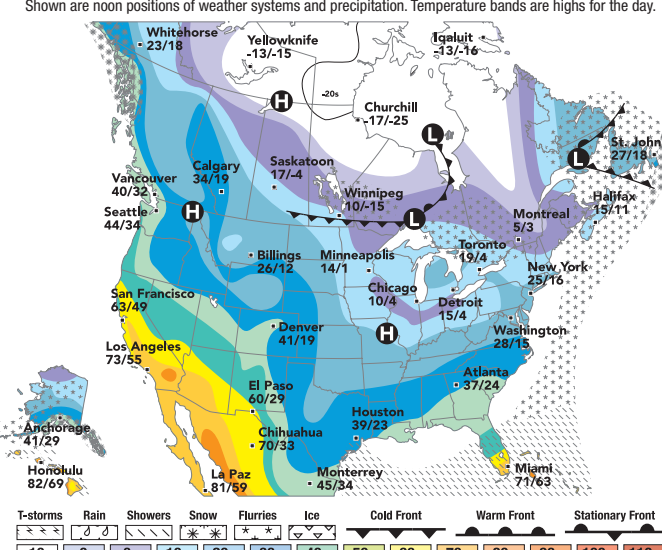 Shown are noon positions of weather systems and precipitation. Temperature bands are highs for the day.
Whitehorse
23/18
Yellowknife
-13/-15
Iqaluit
-13/-16
H
-20s
Churchill
-17/-25
L
St. John
27/18
L
Calgary
34/19
Saskatoon
17/-4
Vancouver
40/32
Winnipeg
10/-15
Halifax
15/11
Seattle
44/34
H
L
Montreal
5/3
Toronto
19/4
Billings
26/12
Minneapolis
14/1
New York
25/16
Chicago
10/4
Detroit
15/4
San Francisco
63/49
Denver
41/19
H
Washington
28/15
Los Angeles
73/55
Atlanta
37/24
El Paso
60/29
Houston
39/23
Anchorage
41/29
Chihuahua
70/33
Honolulu
82/69
La Paz
81/59
Monterrey
45/34
Miami
71/63
T-storms Rain Showers Snow Flurries Ice Cold Front Warm Front Stationary Front